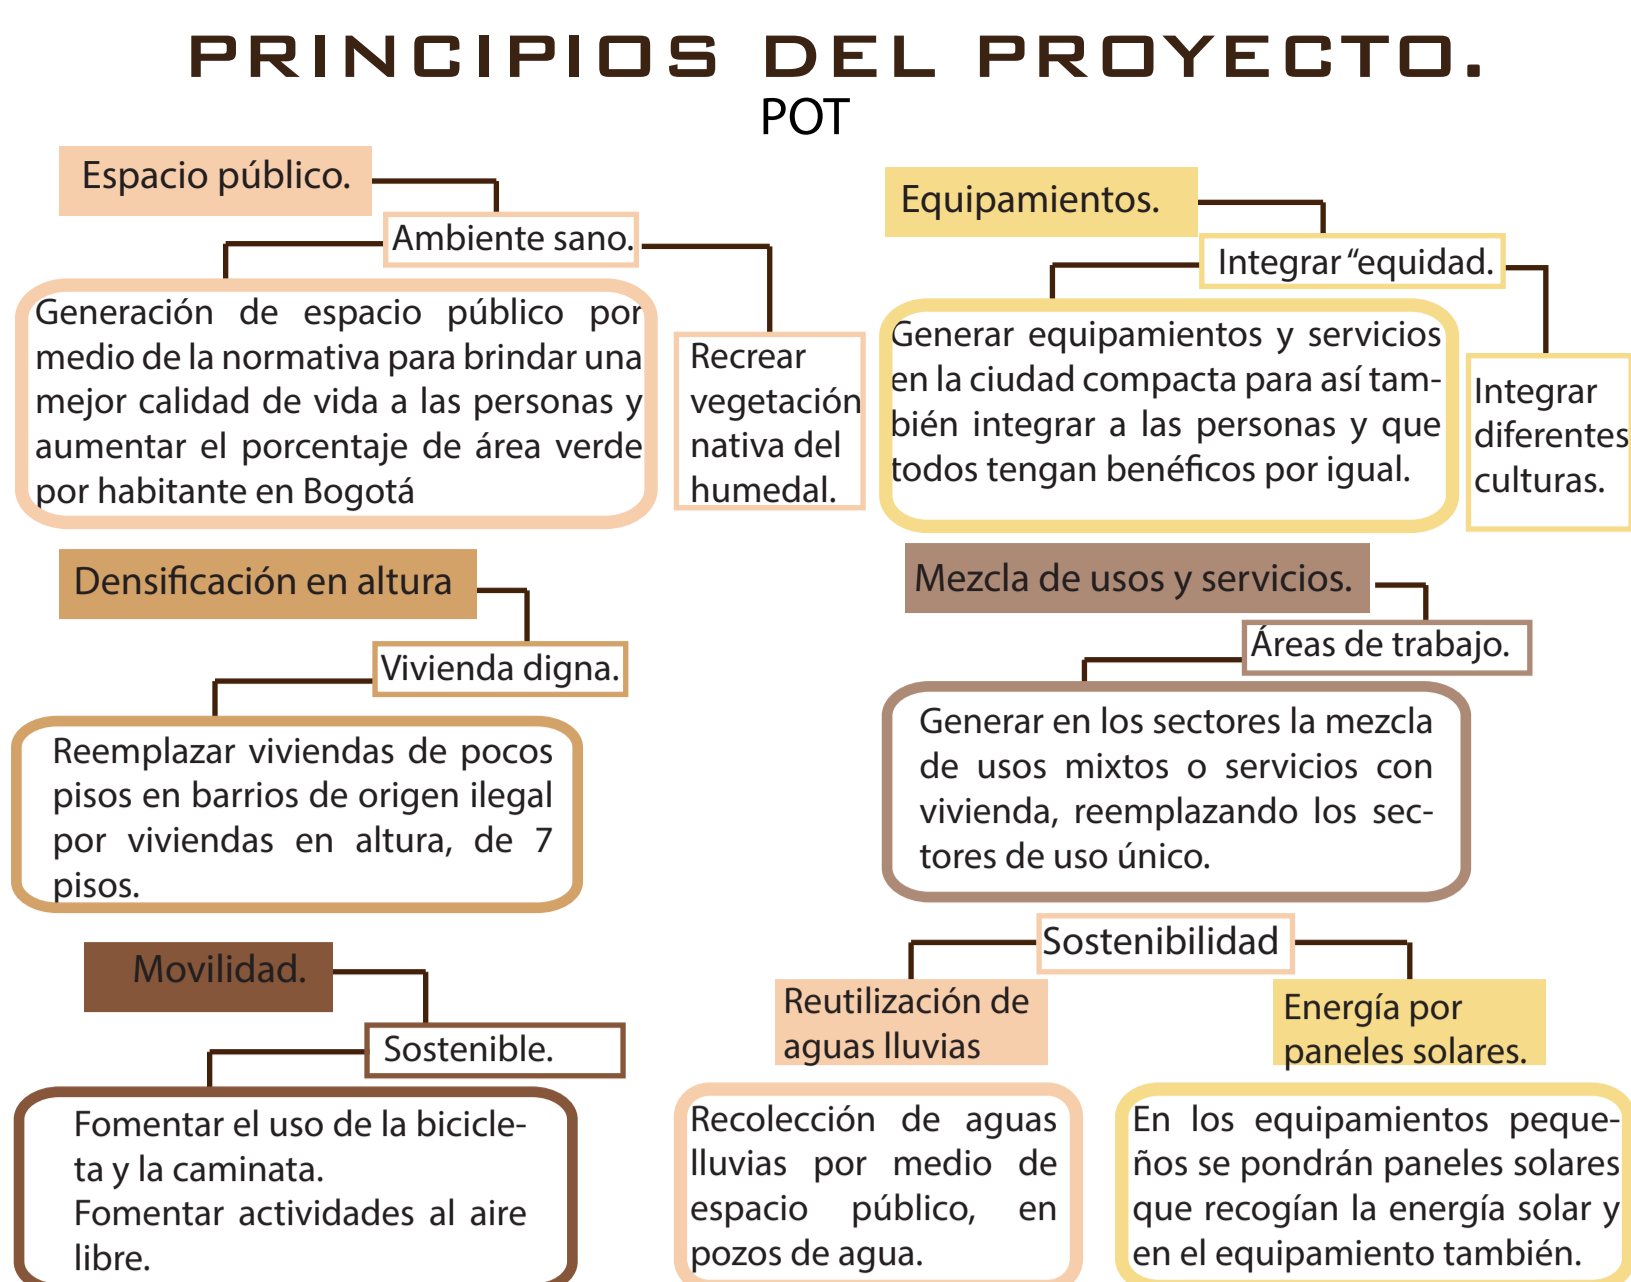 PRINCIPIOS DEL PROYECTO.
POT
Espacio público.
Ambiente sano.
Generación de espacio público por
medio de la normativa para brindar una
mejor calidad de vida a las personas y
aumentar el porcentaje de área verde
por habitante en Bogotá
Recrear
vegetación
nativa del
humedal.
Equipamientos.
Integrar “equidad.
Generar equipamientos y servicios
en la ciudad compacta para así tam-
bién integrar a las personas y que
todos tengan benéficos por igual.
Integrar
diferentes
culturas.
Densificación en altura
Vivienda digna.
Reemplazar viviendas de pocos
pisos en barrios de origen ilegal
por viviendas en altura, de 7
pisos.
Mezcla de usos y servicios.
Áreas de trabajo.
Generar en los sectores la mezcla
de usos mixtos o servicios con
vivienda, reemplazando los sec-
tores de uso único.
Movilidad.
Sostenible.
Fomentar el uso de la bicicle-
ta y la caminata.
Fomentar actividades al aire
libre.
Sostenibilidad
Reutilización de
aguas lluvias
Recolección de aguas
lluvias por medio de
espacio público, en
pozos de agua.
Energía por
paneles solares.
En los equipamientos peque-
ños se pondrán paneles solares
que recogían la energía solar y
en el equipamiento también.